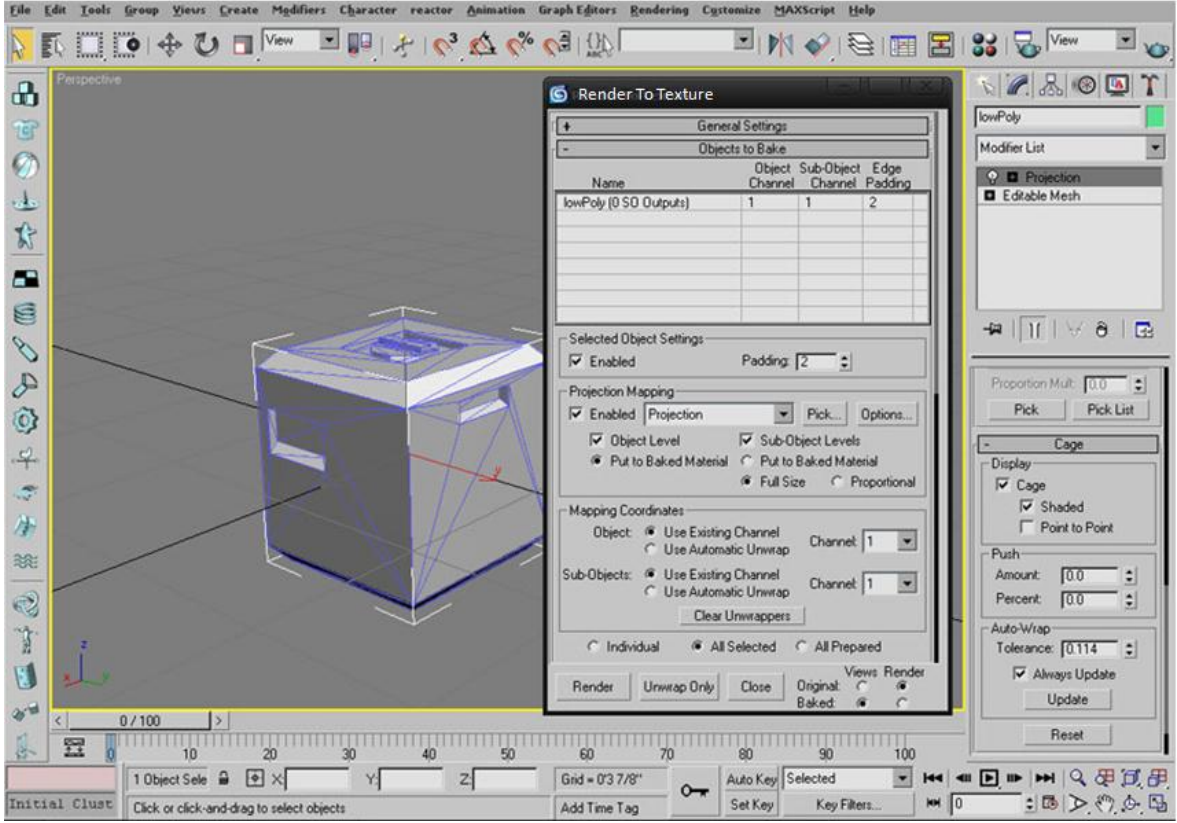 File Edit Tools Group Views Create Modifiers Character reactor Animation Graph Editors Rendering Customize MAXScript Help
View
View
Perspective
Render To Texture
+ General Settings
- Objects to Bake
Object Sub-Object Edge
Name Channel Channel Padding
lowPoly (0 SO Outputs) 1 1 2
Selected Object Settings
Enabled Padding: 2
Projection Mapping
Enabled Projection Pick... Options...
Object Level Sub-Object Levels
Put to Baked Material Put to Baked Material
Full Size Proportional
Mapping Coordinates
Object: Use Existing Channel
Use Automatic Unwrap
Channel: 1
Sub-Objects: Use Existing Channel
Use Automatic Unwrap
Channel: 1
Clear Unwrappers
Individual All Selected All Prepared
Views Render
Render Unwrap Only Close Original:
Baked:
lowPoly
Modifier List
Projection
Editable Mesh
Proportion Mult: 0.0
Pick Pick List
- Cage
Display
Cage
Shaded
Point to Point
Push
Amount: 0.0
Percent: 0.0
Auto-Wrap
Tolerance: 0.114
Always Update
Update
Reset
y
z
x y
< 0 / 100 >
0 10 20 30 40 50 60 70 80 90 100
1 Object Sele X: Y: Z: Grid = 0'3 7/8" Auto Key Selected
Initial Clust Click or click-and-drag to select objects Add Time Tag Set Key Key Filters... 0